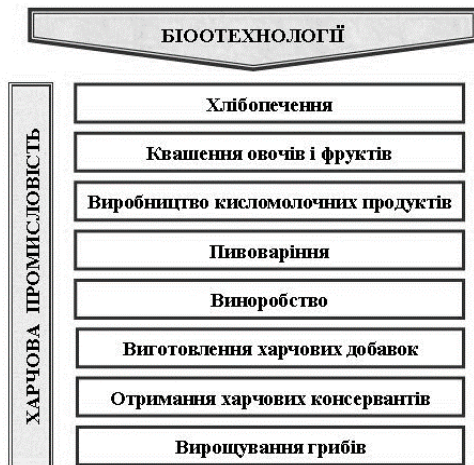 БІООТЕХНОЛОГІЇ
ХАРЧОВА ПРОМИСЛОВІСТЬ
Хлібопечення
Квашення овочів і фруктів
Виробництво кисломолочних продуктів
Пивоваріння
Виноробство
Виготовлення харчових добавок
Отримання харчових консервантів
Вирощування грибів